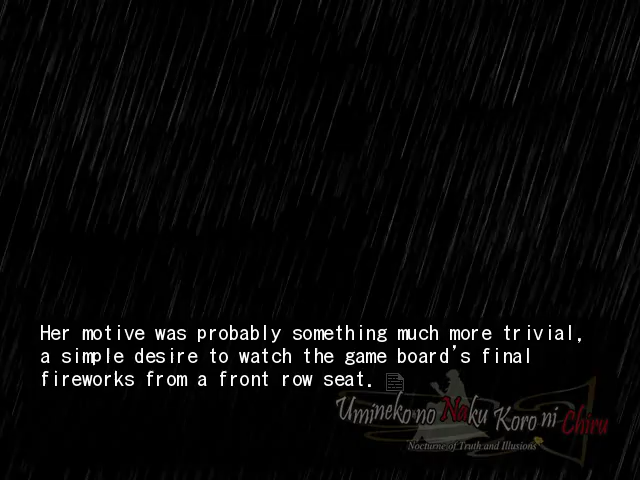 Her motive was probably something much more trivial,
a simple desire to watch the game board's final
fireworks from a front row seat.
Umineko no Naku Koro ni Chiru
Nocturne of Truth and Illusions